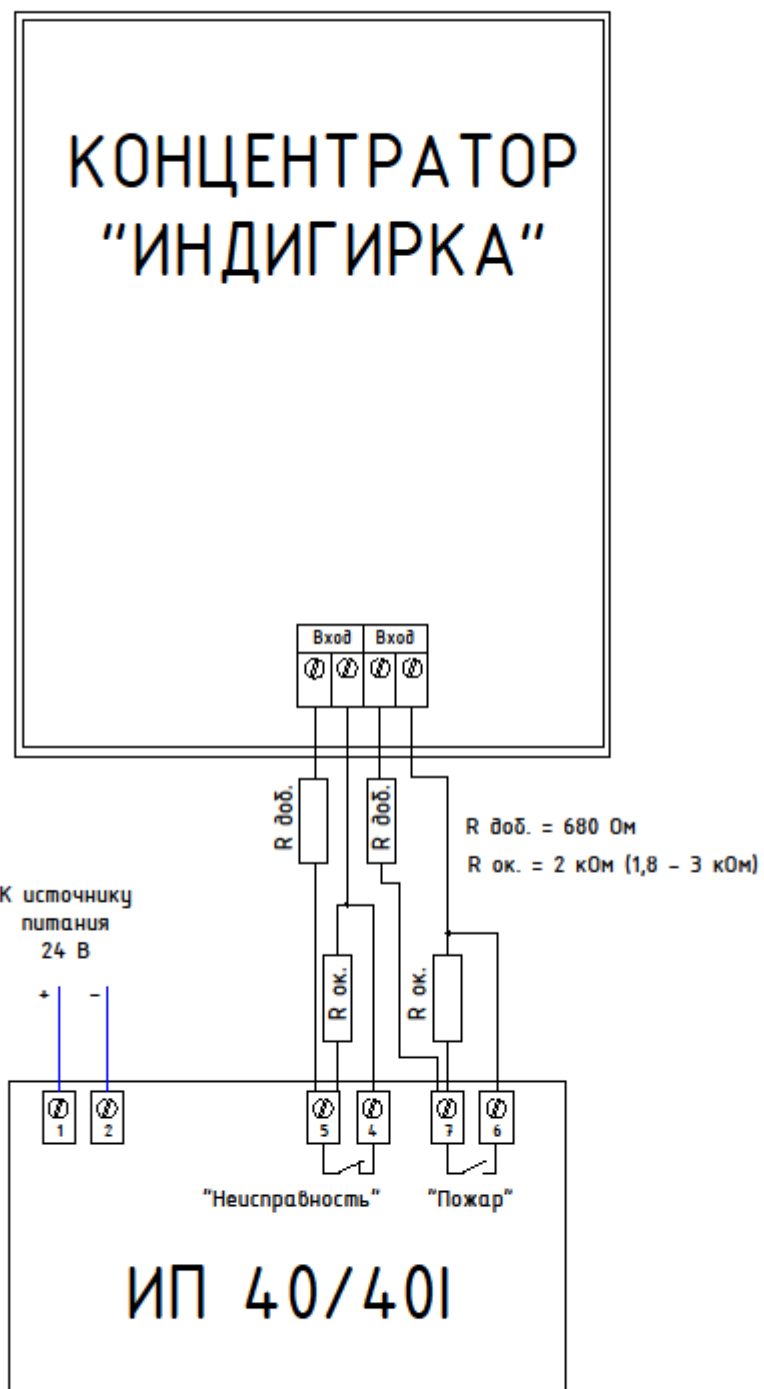 КОНЦЕНТРАТОР
"ИНДИГИРКА"
Вход Вход
R доб.
R доб.
R доб. = 680 Ом
R ок. = 2 кОм (1,8 - 3 кОм)
К источнику
питания
24 В
+ -
R ок.
R ок.
1 2 5 4 7 6
"Неисправность" "Пожар"
ИП 40/40I